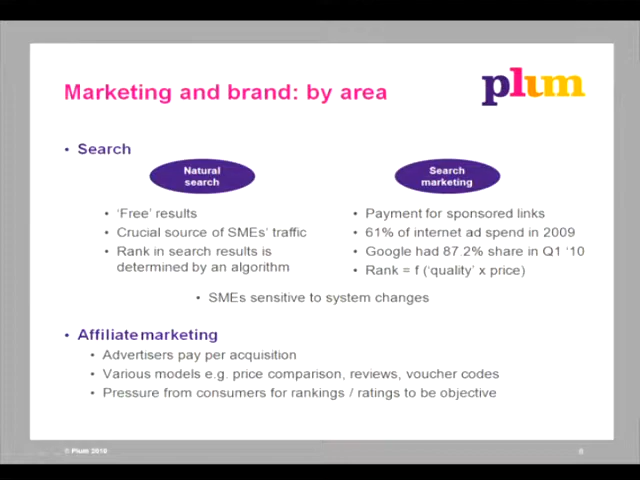 Marketing and brand: by area
plum
• Search
Natural
search
Search
marketing
• 'Free' results
• Crucial source of SMEs' traffic
• Rank in search results is
determined by an algorithm
• Payment for sponsored links
• 61% of internet ad spend in 2009
• Google had 87.2% share in Q1 '10
• Rank = f ('quality' x price)
• SMEs sensitive to system changes
• Affiliate marketing
• Advertisers pay per acquisition
• Various models e.g. price comparison, reviews, voucher codes
• Pressure from consumers for rankings / ratings to be objective
© Plum 2010